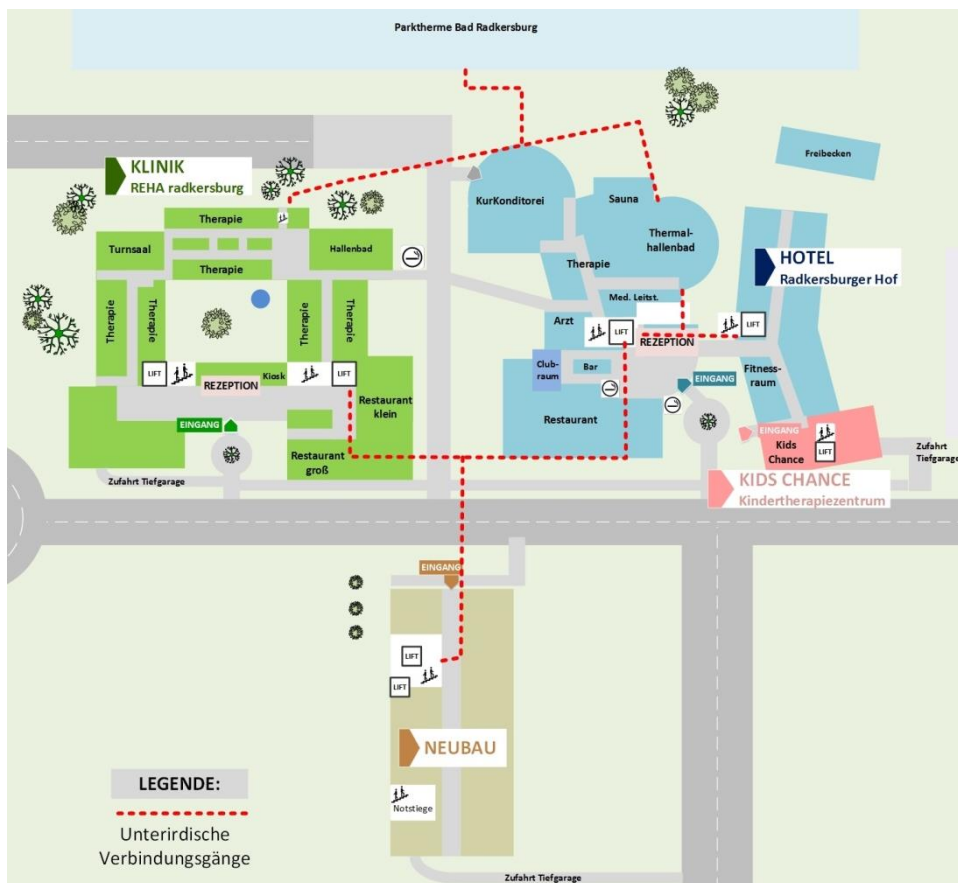 Parktherme Bad Radkersburg
KLINIK
REHA radkersburg
Freibecken
KurKonditorei
Sauna
Therapie
Turnsaal
Hallenbad
Thermal-
hallenbad
HOTEL
Radkersburger Hof
Therapie
Therapie
Therapie
Therapie
Therapie
Therapie
Med. Leitst.
Arzt
LIFT
LIFT
REZEPTION
LIFT
REZEPTION
Kiosk
LIFT
Club-
raum
Bar
EINGANG
Fitness-
raum
Restaurant
klein
Restaurant
EINGANG
EINGANG
Kids
Chance
LIFT
Restaurant
groß
Zufahrt
Tiefgarage
Zufahrt Tiefgarage
KIDS CHANCE
Kindertherapiezentrum
EINGANG
LIFT
LIFT
NEUBAU
LEGENDE:
Notstiege
Unterirdische
Verbindungsgänge
Zufahrt Tiefgarage